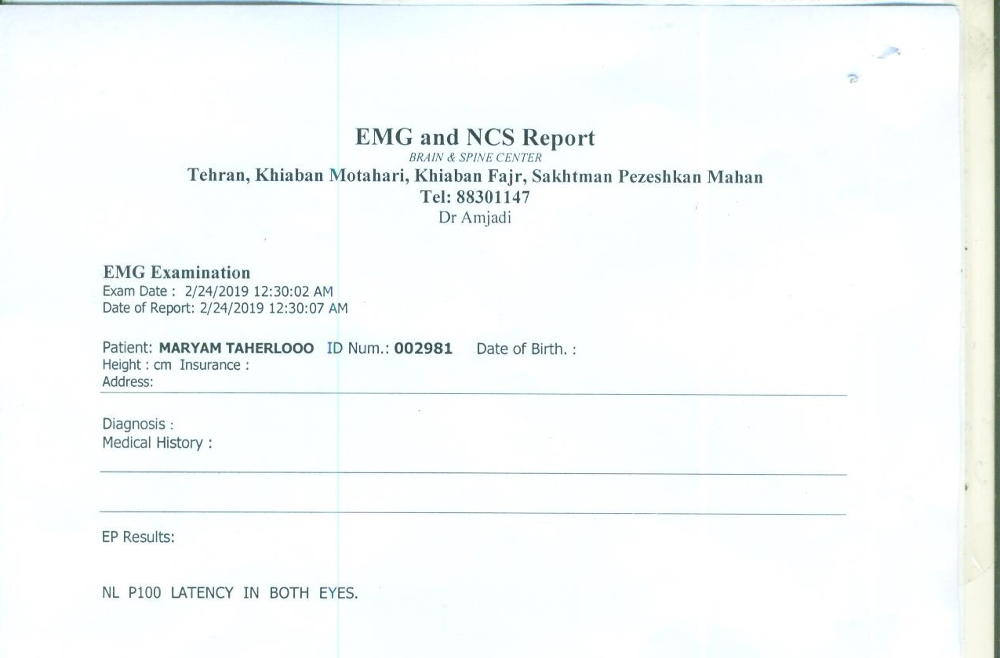 EMG and NCS Report
BRAIN & SPINE CENTER
Tehran, Khiaban Motahari, Khiaban Fajr, Sakhtman Pezeshkan Mahan
Tel: 88301147
Dr Amjadi
EMG Examination
Exam Date : 2/24/2019 12:30:02 AM
Date of Report: 2/24/2019 12:30:07 AM
Patient: MARYAM TAHERLOOO ID Num.: 002981 Date of Birth. :
Height : cm Insurance :
Address:
Diagnosis :
Medical History :
EP Results:
NL P100 LATENCY IN BOTH EYES.